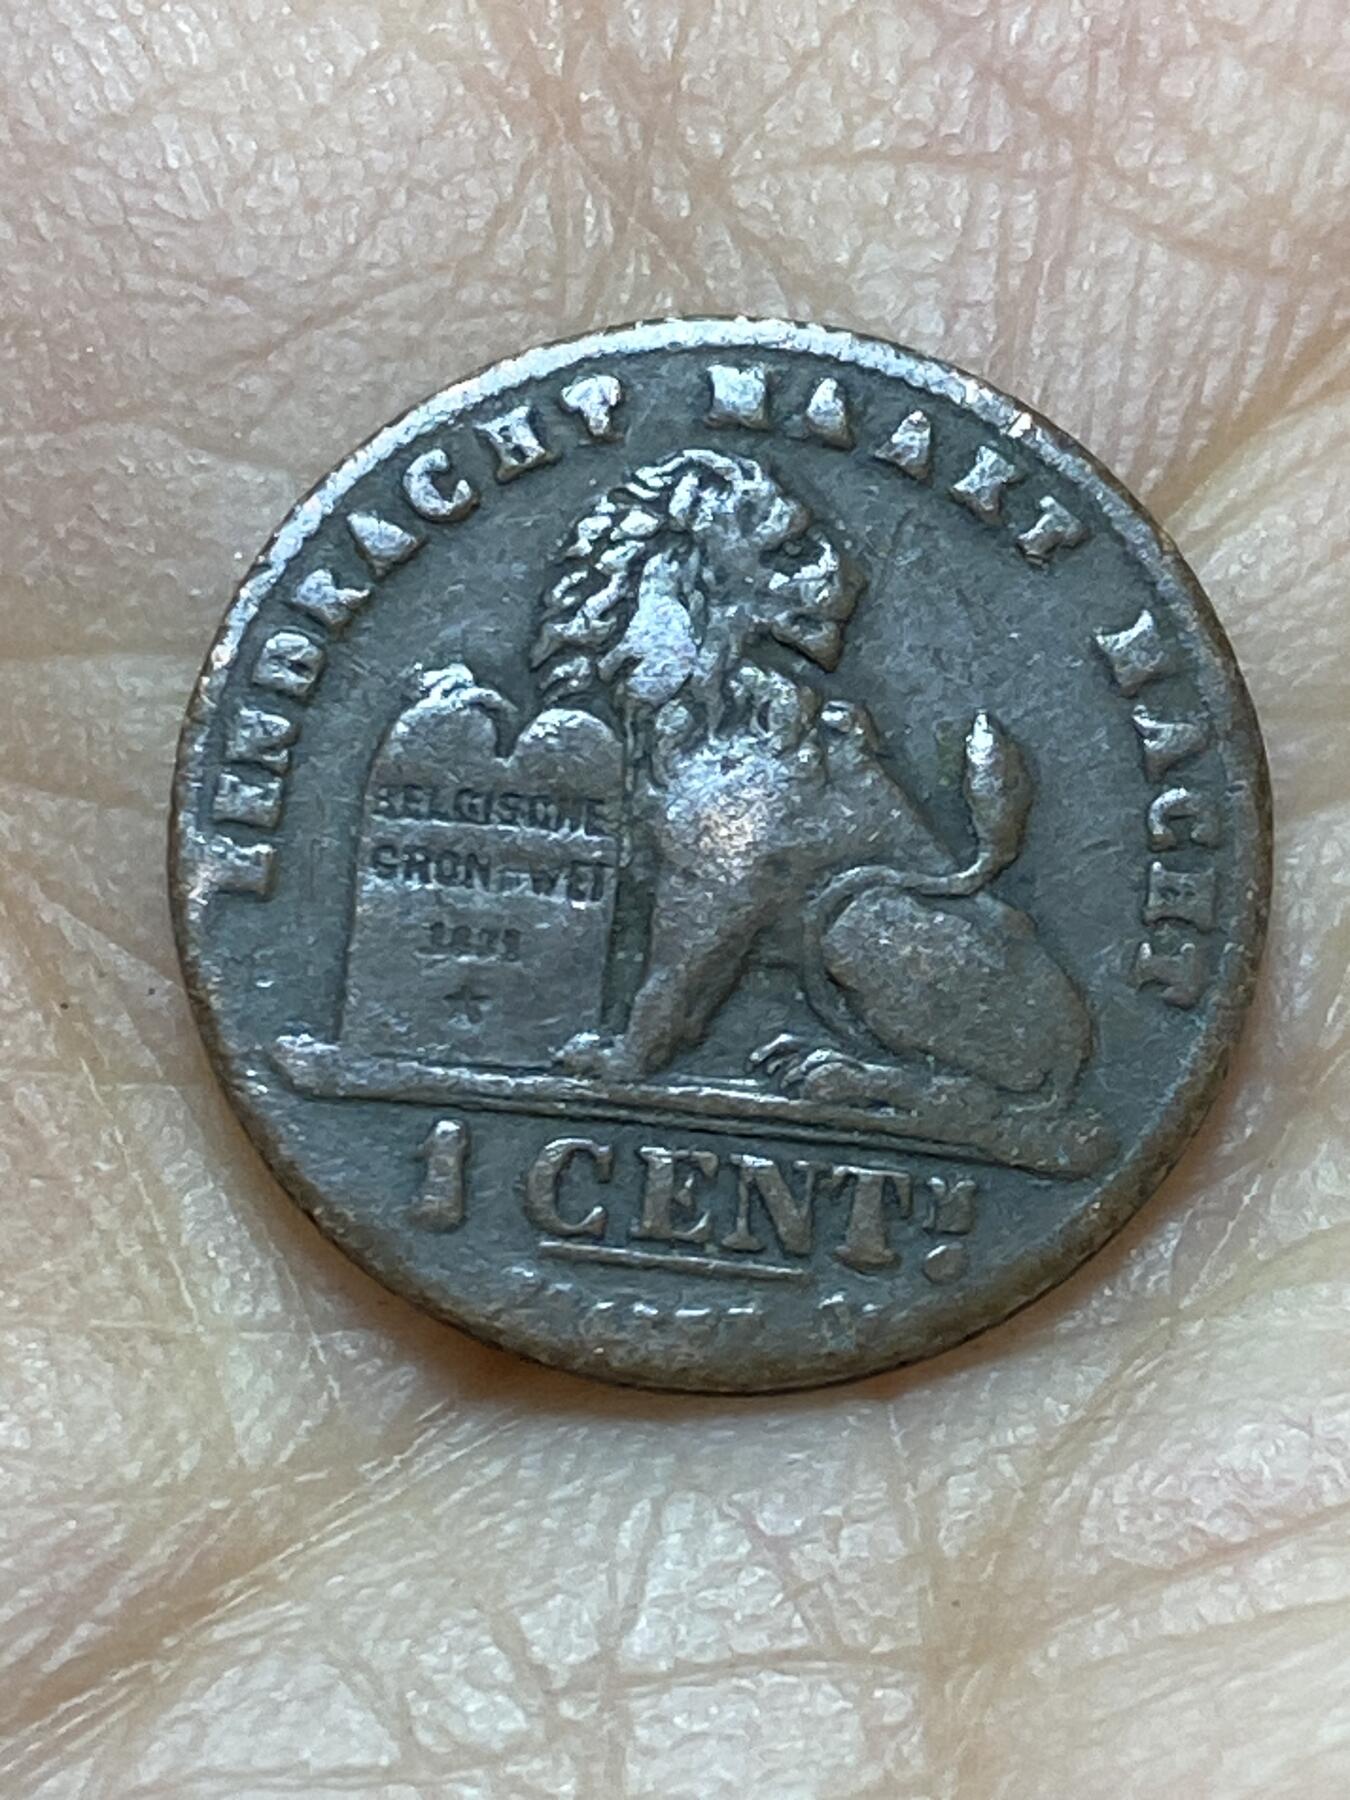 EENDRACHT MAAKT MACHT
BELGISCHE
GRONDWET
1831
1 CENT.